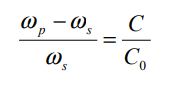 (ω_p − ω_s) / ω_s = C / C_0